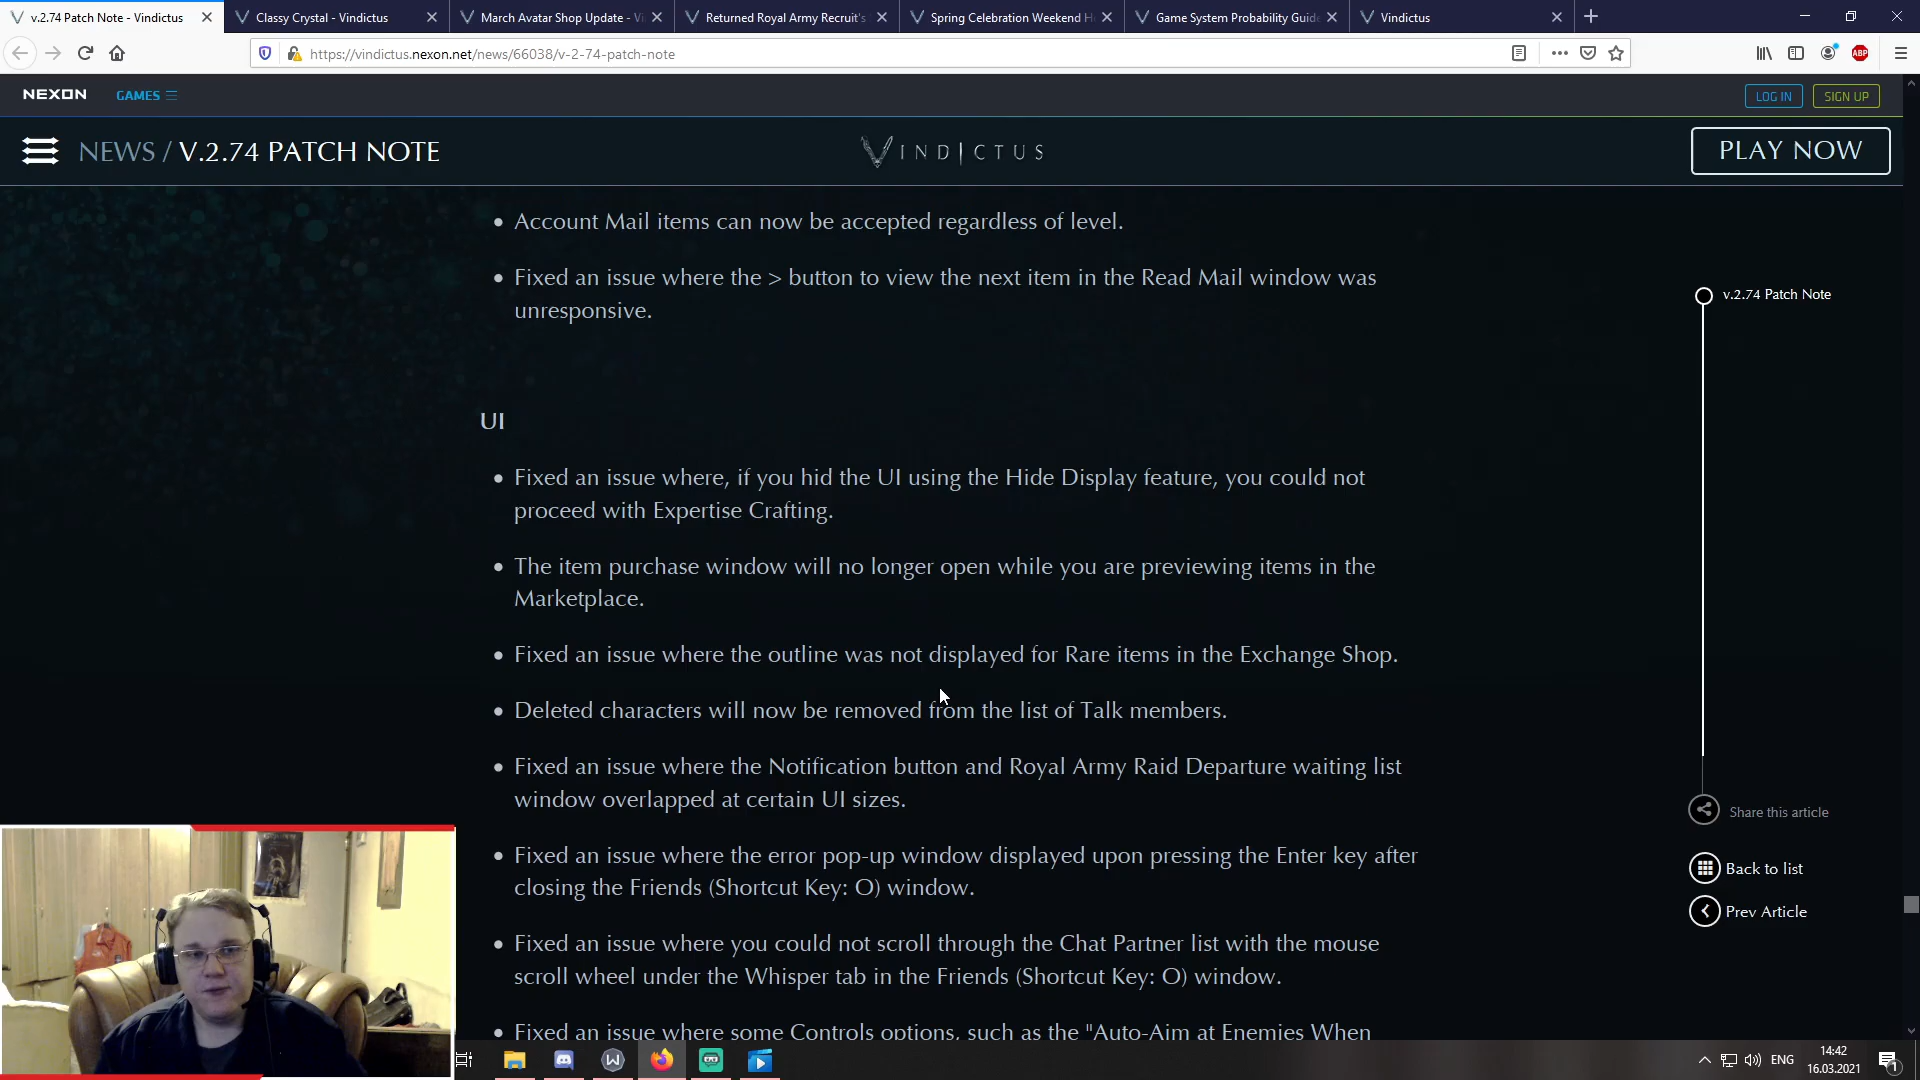 v.2.74 Patch Note - Vindictus
Classy Crystal - Vindictus
March Avatar Shop Update - Vi
Returned Royal Army Recruit's
Spring Celebration Weekend H
Game System Probability Guide
Vindictus
https://vindictus.nexon.net/news/66038/v-2-74-patch-note
ABP
NEXON
GAMES
LOG IN
SIGN UP
NEWS / V.2.74 PATCH NOTE
VINDICTUS
PLAY NOW
• Account Mail items can now be accepted regardless of level.
• Fixed an issue where the > button to view the next item in the Read Mail window was
unresponsive.
UI
• Fixed an issue where, if you hid the UI using the Hide Display feature, you could not
proceed with Expertise Crafting.
• The item purchase window will no longer open while you are previewing items in the
Marketplace.
• Fixed an issue where the outline was not displayed for Rare items in the Exchange Shop.
• Deleted characters will now be removed from the list of Talk members.
• Fixed an issue where the Notification button and Royal Army Raid Departure waiting list
window overlapped at certain UI sizes.
• Fixed an issue where the error pop-up window displayed upon pressing the Enter key after
closing the Friends (Shortcut Key: O) window.
• Fixed an issue where you could not scroll through the Chat Partner list with the mouse
scroll wheel under the Whisper tab in the Friends (Shortcut Key: O) window.
• Fixed an issue where some Controls options, such as the "Auto-Aim at Enemies When
v.2.74 Patch Note
Share this article
Back to list
Prev Article
ENG
14:42
16.03.2021
1